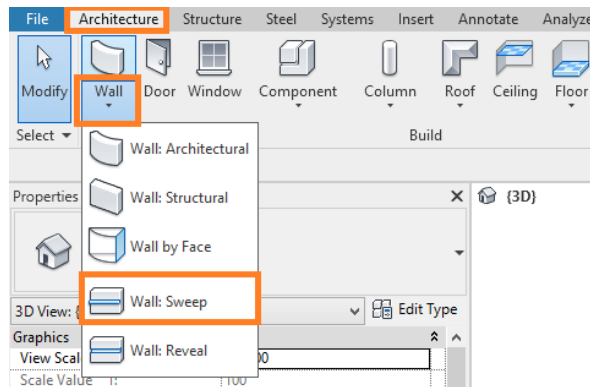 File Architecture Structure Steel Systems Insert Annotate Analyze
Modify Wall Door Window Component Column Roof Ceiling Floor
Select Build
Wall: Architectural
Properties X {3D}
Wall: Structural
Wall by Face
Wall: Sweep
3D View: Edit Type
Graphics
Wall: Reveal
View Scal
Scale Value 1: 100